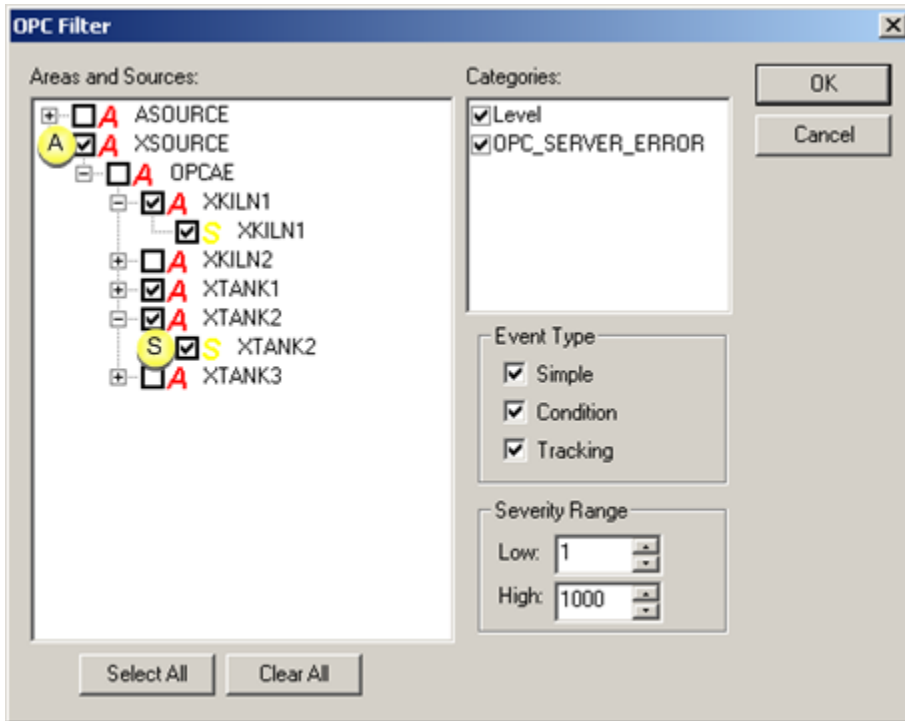 OPC Filter
Areas and Sources:
A ASOURCE
A A XSOURCE
A OPCAE
A XKILN1
S XKILN1
A XKILN2
A XTANK1
A XTANK2
S S XTANK2
A XTANK3
Select All
Clear All
Categories:
Level
OPC_SERVER_ERROR
Event Type
Simple
Condition
Tracking
Severity Range
Low: 1
High: 1000
OK
Cancel